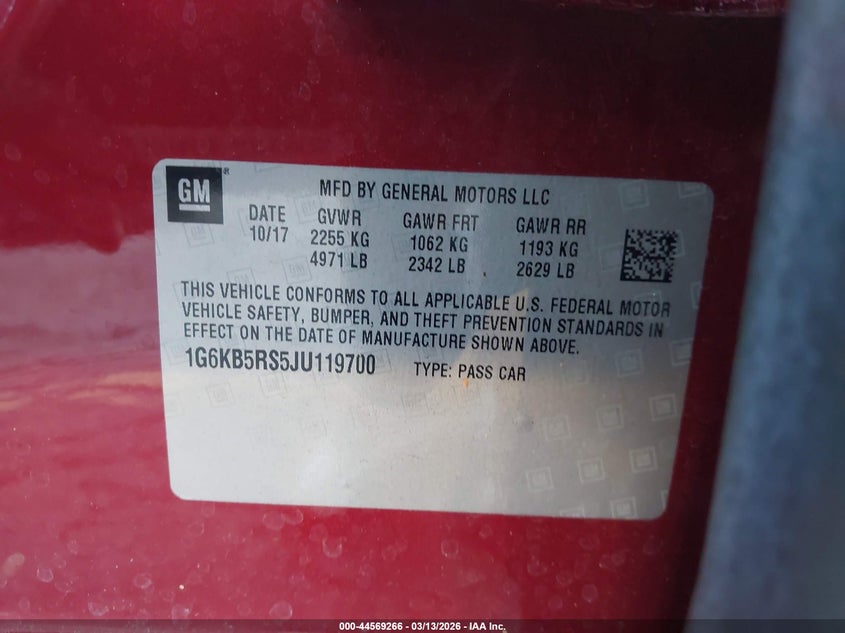 GM
MFD BY GENERAL MOTORS LLC
DATE GVWR GAWR FRT GAWR RR
10/17 2255 KG 1062 KG 1193 KG
4971 LB 2342 LB 2629 LB
THIS VEHICLE CONFORMS TO ALL APPLICABLE U.S. FEDERAL MOTOR
VEHICLE SAFETY, BUMPER, AND THEFT PREVENTION STANDARDS IN
EFFECT ON THE DATE OF MANUFACTURE SHOWN ABOVE.
1G6KB5RS5JU119700 TYPE: PASS CAR
000-44569266 - 03/13/2026 - IAA Inc.